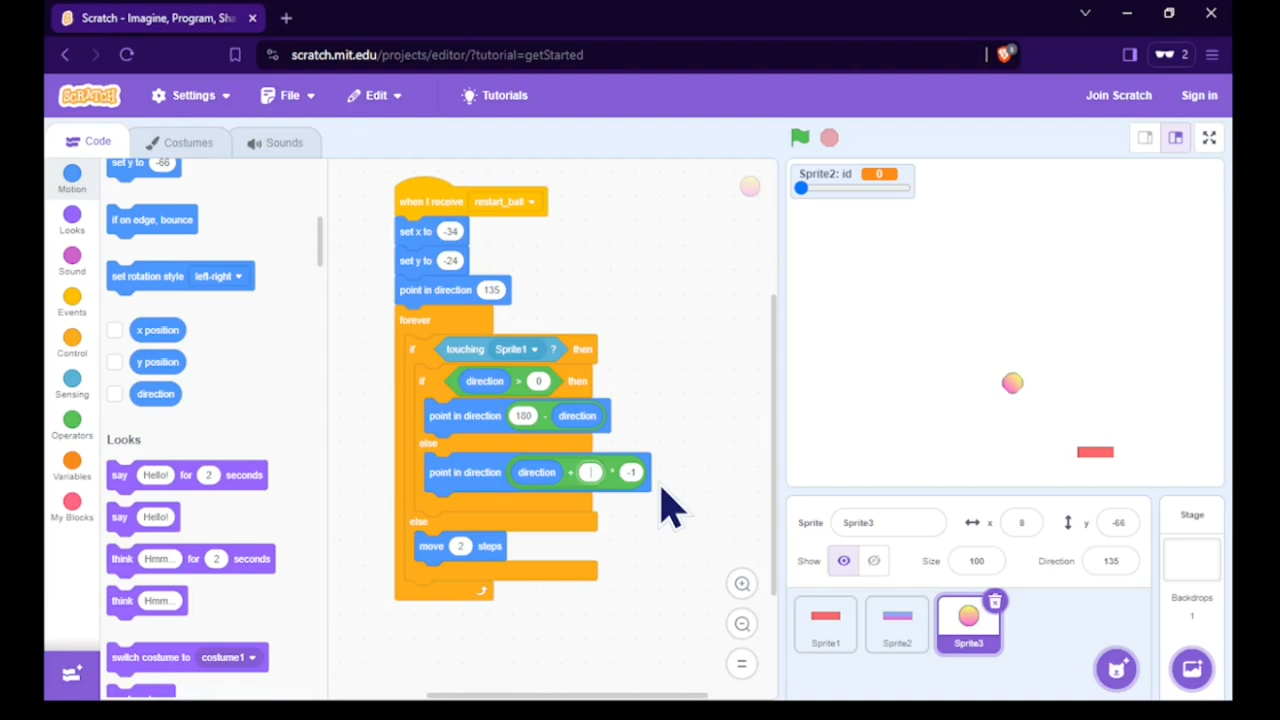 Scratch - Imagine, Program, Sh
scratch.mit.edu/projects/editor/?tutorial=getStarted
2
SCRATCH
Settings
File
Edit
Tutorials
Join Scratch
Sign in
Code
Costumes
Sounds
Motion
Looks
Sound
Events
Control
Sensing
Operators
Variables
My Blocks
set y to -66
if on edge, bounce
set rotation style left-right
x position
y position
direction
Looks
say Hello! for 2 seconds
say Hello!
think Hmm... for 2 seconds
think Hmm...
switch costume to costume1
when I receive restart_ball
set x to -34
set y to -24
point in direction 135
forever
if touching Sprite1 ? then
if direction > 0 then
point in direction 180 - direction
else
point in direction direction + * -1
else
move 2 steps
Sprite2: id 0
Sprite Sprite3 x 8 y -66
Show Size 100 Direction 135
Sprite1
Sprite2
Sprite3
Stage
Backdrops
1